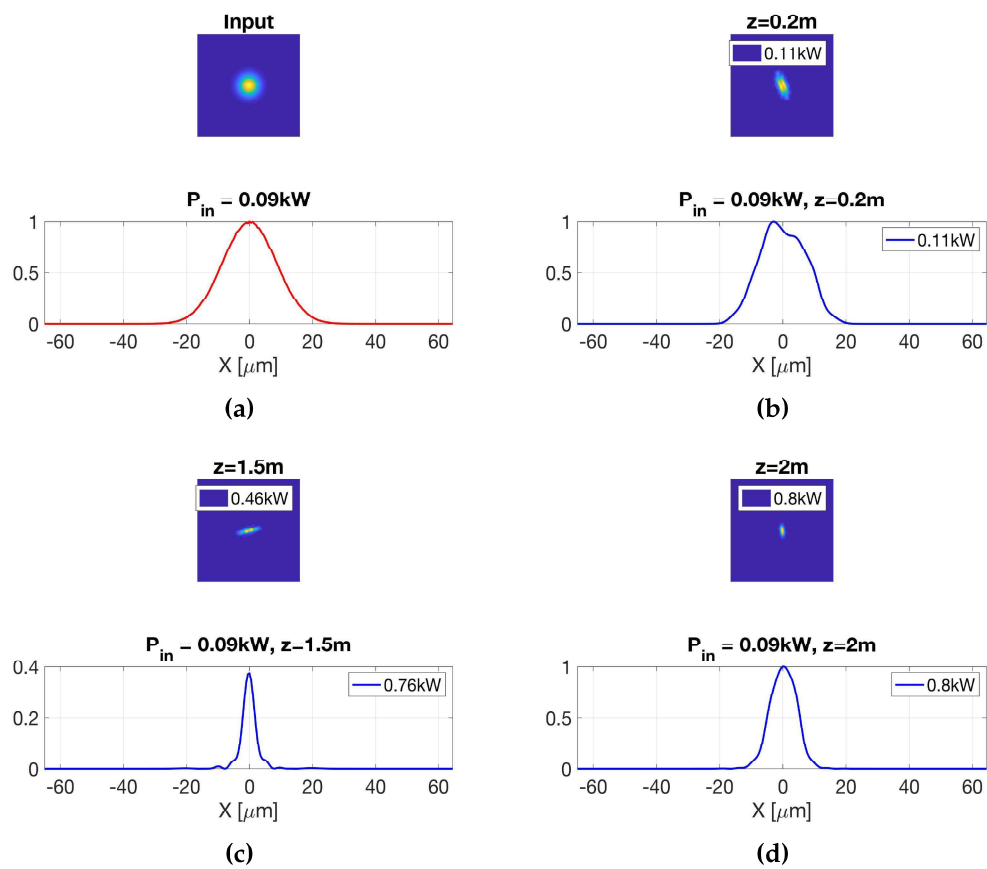 Input
P_in = 0.09kW
1
0.5
0
-60 -40 -20 0 20 40 60
X [μm]
(a)
z=0.2m
0.11kW
P_in = 0.09kW, z=0.2m
0.11kW
1
0.5
0
-60 -40 -20 0 20 40 60
X [μm]
(b)
z=1.5m
0.46kW
P_in = 0.09kW, z=1.5m
0.76kW
0.4
0.2
0
-60 -40 -20 0 20 40 60
X [μm]
(c)
z=2m
0.8kW
P_in = 0.09kW, z=2m
0.8kW
1
0.5
0
-60 -40 -20 0 20 40 60
X [μm]
(d)